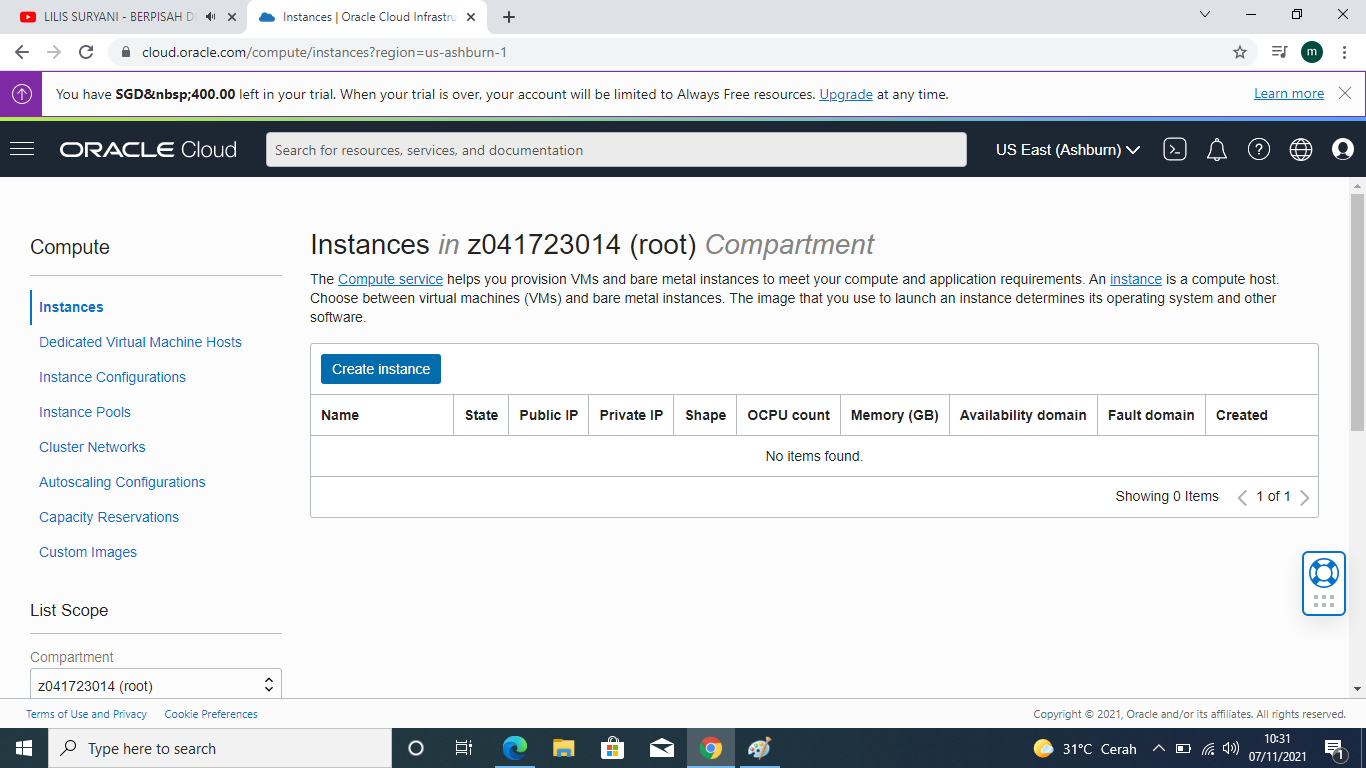 LILIS SURYANI - BERPISAH D
Instances | Oracle Cloud Infrastru
cloud.oracle.com/compute/instances?region=us-ashburn-1
m
You have SGD&nbsp;400.00 left in your trial. When your trial is over, your account will be limited to Always Free resources. Upgrade at any time.
Learn more
ORACLE Cloud
Search for resources, services, and documentation
US East (Ashburn)
Compute
Instances
Dedicated Virtual Machine Hosts
Instance Configurations
Instance Pools
Cluster Networks
Autoscaling Configurations
Capacity Reservations
Custom Images
List Scope
Compartment
z041723014 (root)
Instances in z041723014 (root) Compartment
The Compute service helps you provision VMs and bare metal instances to meet your compute and application requirements. An instance is a compute host.
Choose between virtual machines (VMs) and bare metal instances. The image that you use to launch an instance determines its operating system and other
software.
Create instance
Name State Public IP Private IP Shape OCPU count Memory (GB) Availability domain Fault domain Created
No items found.
Showing 0 Items 1 of 1
Terms of Use and Privacy Cookie Preferences
Copyright © 2021, Oracle and/or its affiliates. All rights reserved.
Type here to search
31°C Cerah
10:31
07/11/2021
1